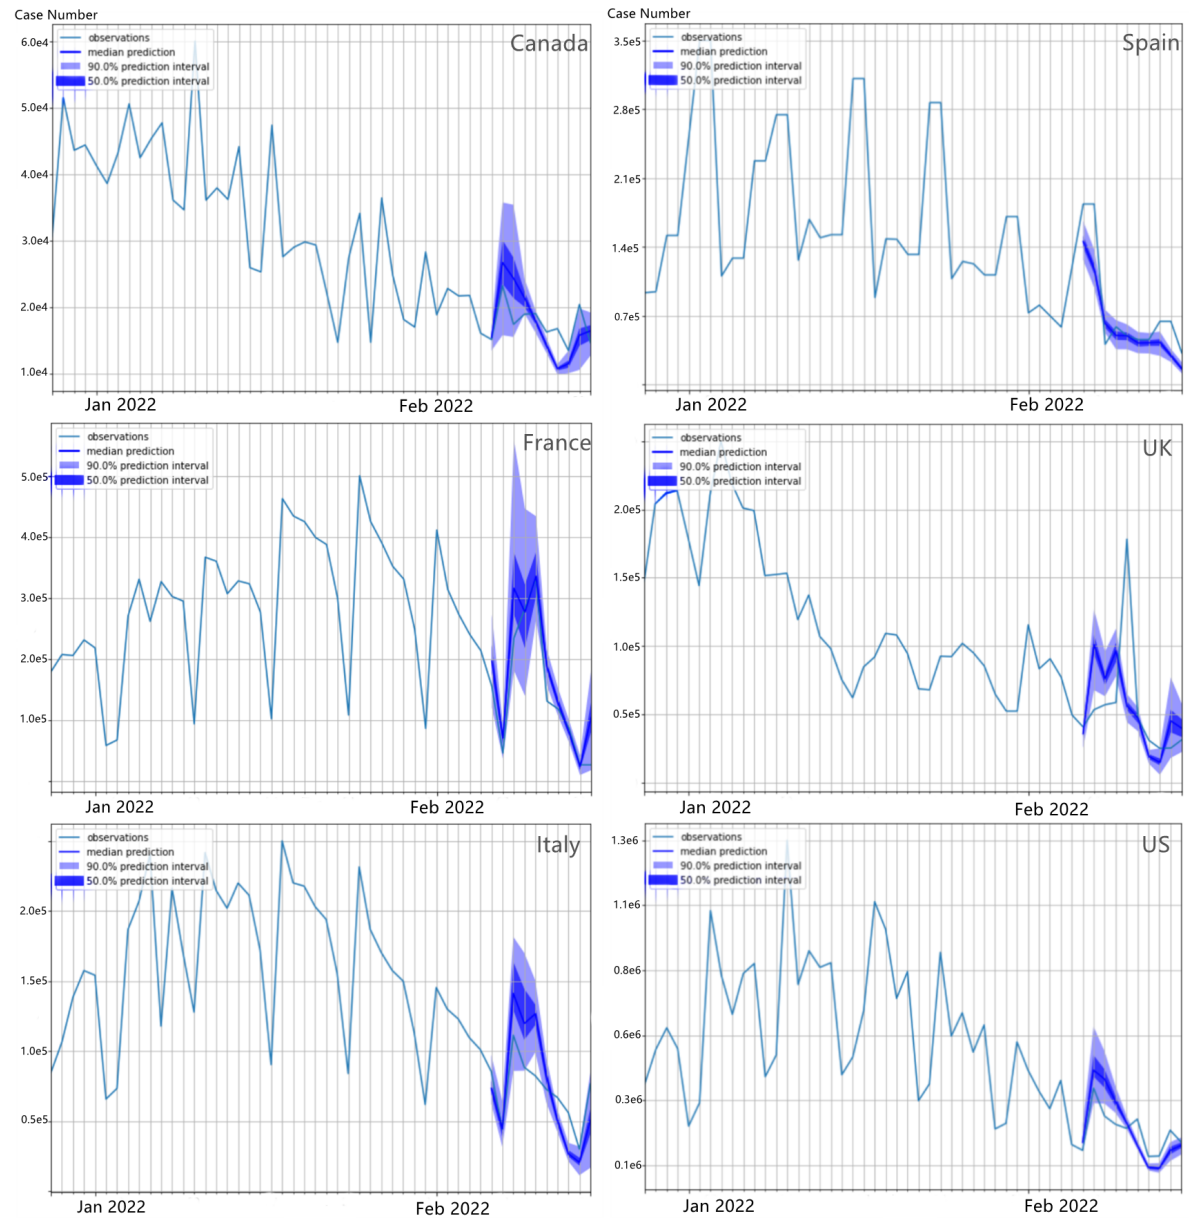 Case Number
Canada
observations
median prediction
90.0% prediction interval
50.0% prediction interval
6.0e4
5.0e4
4.0e4
3.0e4
2.0e4
1.0e4
Jan 2022
Feb 2022
Case Number
Spain
observations
median prediction
90.0% prediction interval
50.0% prediction interval
3.5e5
2.8e5
2.1e5
1.4e5
0.7e5
Jan 2022
Feb 2022
France
observations
median prediction
90.0% prediction interval
50.0% prediction interval
5.0e5
4.0e5
3.0e5
2.0e5
1.0e5
Jan 2022
Feb 2022
UK
observations
median prediction
90.0% prediction interval
50.0% prediction interval
2.0e5
1.5e5
1.0e5
0.5e5
Jan 2022
Feb 2022
Italy
observations
median prediction
90.0% prediction interval
50.0% prediction interval
2.0e5
1.5e5
1.0e5
0.5e5
Jan 2022
Feb 2022
US
observations
median prediction
90.0% prediction interval
50.0% prediction interval
1.3e6
1.1e6
0.8e6
0.6e6
0.3e6
0.1e6
Jan 2022
Feb 2022